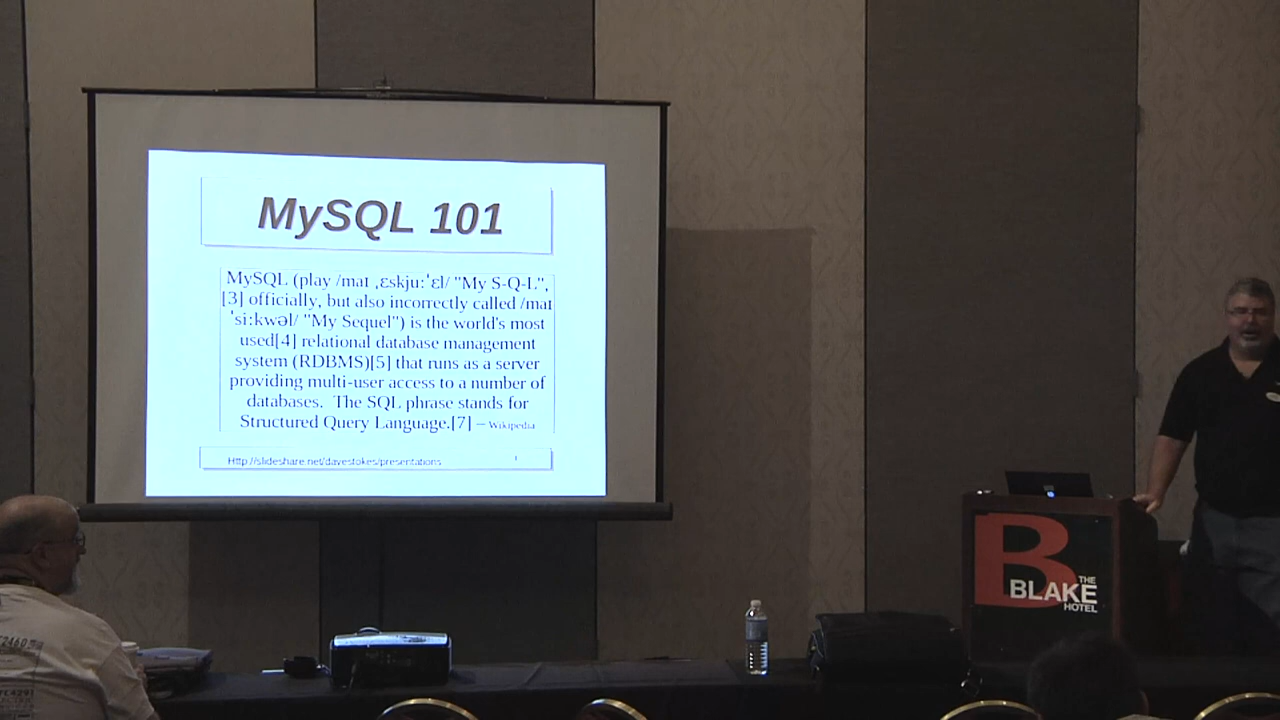 MySQL 101
MySQL (play /maɪ ˌɛskjuːˈɛl/ "My S-Q-L",
[3] officially, but also incorrectly called /maɪ
ˈsiːkwəl/ "My Sequel") is the world's most
used[4] relational database management
system (RDBMS)[5] that runs as a server
providing multi-user access to a number of
databases. The SQL phrase stands for
Structured Query Language.[7] – Wikipedia
Http://slideshare.net/davestokes/presentations
B
THE
BLAKE
HOTEL